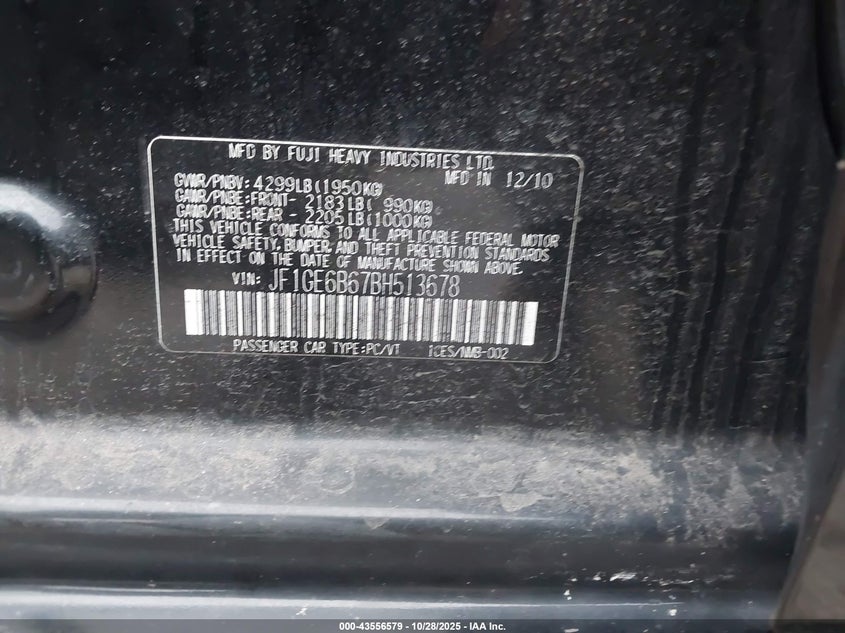 MFD BY FUJI HEAVY INDUSTRIES LTD.
MFD IN 12/10
GVWR/PNBV: 4299LB(1950KG)
GAWR/PNBE:FRONT- 2183LB( 990KG)
GAWR/PNBE:REAR - 2205LB(1000KG)
THIS VEHICLE CONFORMS TO ALL APPLICABLE FEDERAL MOTOR
VEHICLE SAFETY, BUMPER, AND THEFT PREVENTION STANDARDS
IN EFFECT ON THE DATE OF MANUFACTURE SHOWN ABOVE.
VIN: JF1GE6B67BH513678
PASSENGER CAR TYPE:PC/VT ICES/NMB-002
000-43556579 - 10/28/2025 - IAA Inc.